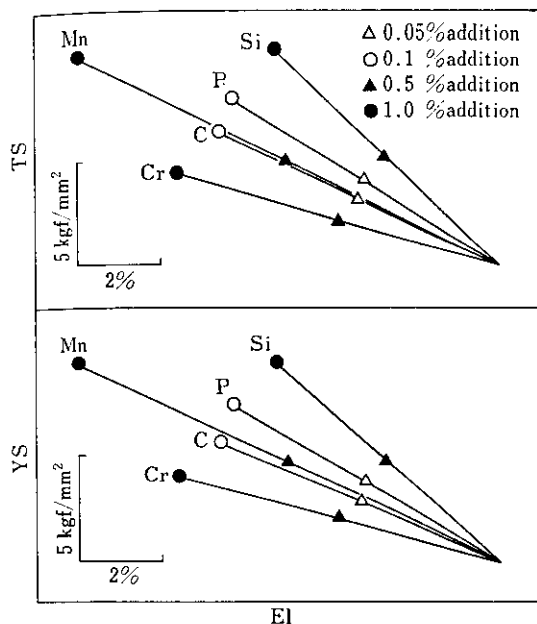 Mn
Si
△ 0.05%addition
○ 0.1 %addition
▲ 0.5 %addition
● 1.0 %addition
P
C
Cr
TS
5 kgf/mm²
2%
Mn
Si
P
C
Cr
YS
5 kgf/mm²
2%
El